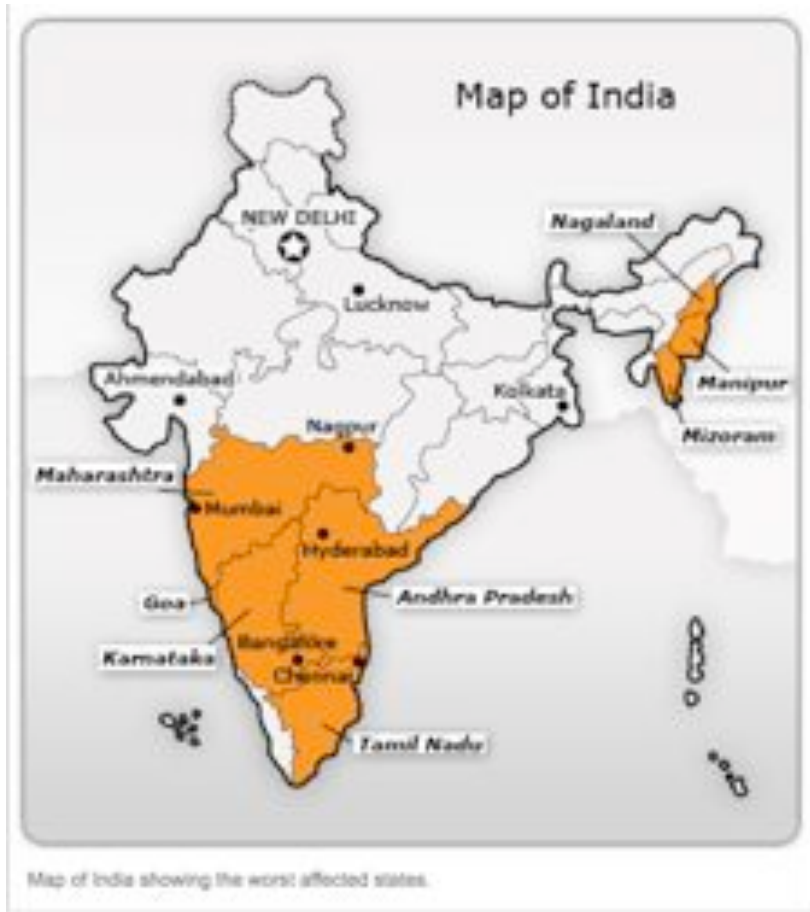 Map of India
NEW DELHI
Nagaland
Lucknow
Ahmendabad
Kolkata
Manipur
Nagpur
Mizoram
Maharashtra
Mumbai
Hyderabad
Goa
Andhra Pradesh
Bangalore
Karnataka
Chennai
Tamil Nadu
Map of India showing the worst affected states.